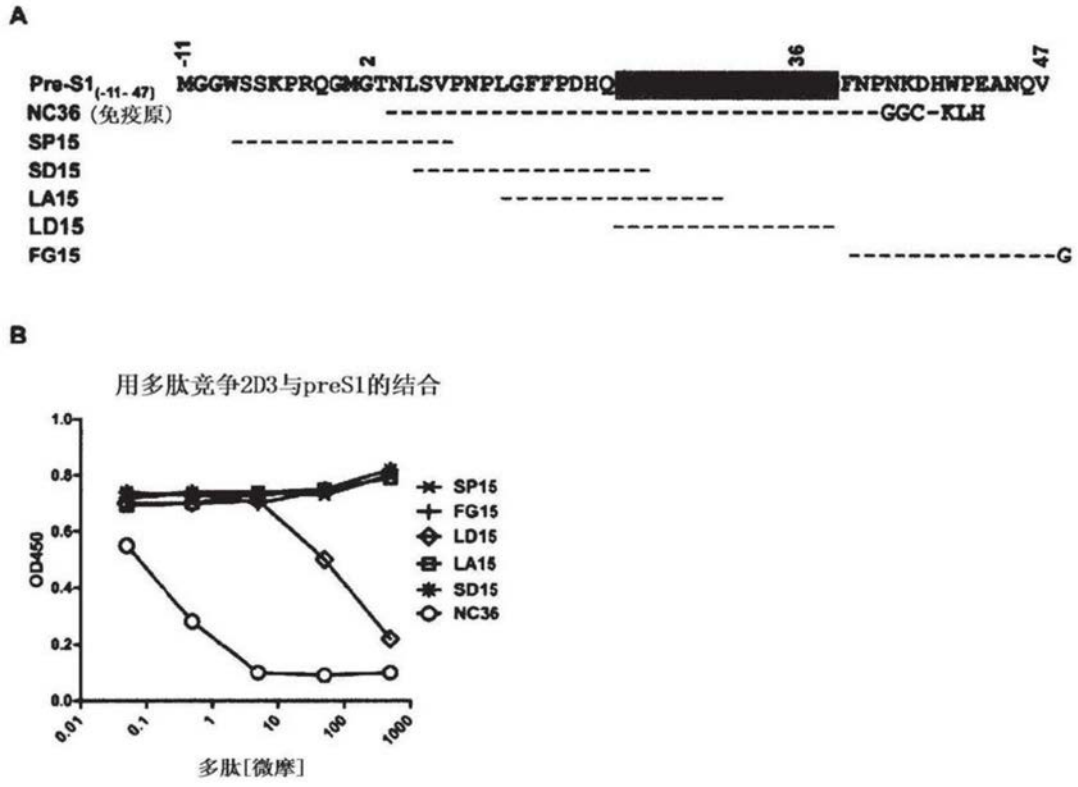 A
-11
2
36
47
Pre-S1(-11- 47) MGGWSSKPRQGMGTNLSVPNPLGFFPDHQ FNPNKDHWPEANQV
NC36 (免疫原) GGC-KLH
SP15
SD15
LA15
LD15
FG15 G
B
用多肽竞争2D3与preS1的结合
1.0
0.8
0.6
0.4
0.2
0.0
OD450
0.01
0.1
1
10
100
1000
多肽[微摩]
SP15
FG15
LD15
LA15
SD15
NC36